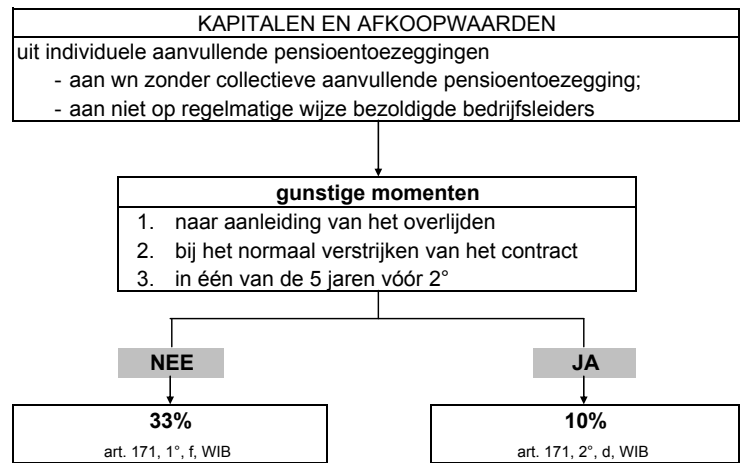 KAPITALEN EN AFKOOPWAARDEN
uit individuele aanvullende pensioentoezeggingen
- aan wn zonder collectieve aanvullende pensioentoezegging;
- aan niet op regelmatige wijze bezoldigde bedrijfsleiders
gunstige momenten
1. naar aanleiding van het overlijden
2. bij het normaal verstrijken van het contract
3. in één van de 5 jaren vóór 2°
NEE
JA
33%
art. 171, 1°, f, WIB
10%
art. 171, 2°, d, WIB